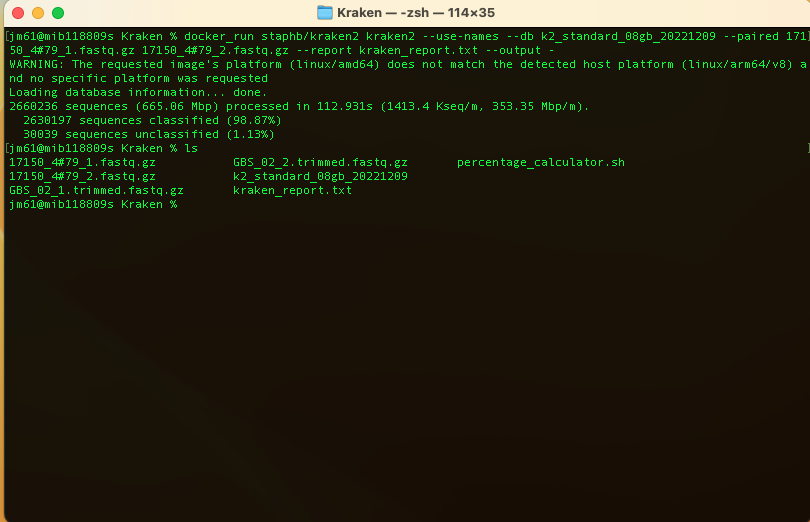 Kraken — -zsh — 114×35
[jm61@mib118809s Kraken % docker_run staphb/kraken2 kraken2 --use-names --db k2_standard_08gb_20221209 --paired 171]
50_4#79_1.fastq.gz 17150_4#79_2.fastq.gz --report kraken_report.txt --output -
WARNING: The requested image's platform (linux/amd64) does not match the detected host platform (linux/arm64/v8) a
nd no specific platform was requested
Loading database information... done.
2660236 sequences (665.06 Mbp) processed in 112.931s (1413.4 Kseq/m, 353.35 Mbp/m).
  2630197 sequences classified (98.87%)
  30039 sequences unclassified (1.13%)
[jm61@mib118809s Kraken % ls ]
17150_4#79_1.fastq.gz GBS_02_2.trimmed.fastq.gz percentage_calculator.sh
17150_4#79_2.fastq.gz k2_standard_08gb_20221209
GBS_02_1.trimmed.fastq.gz kraken_report.txt
jm61@mib118809s Kraken %